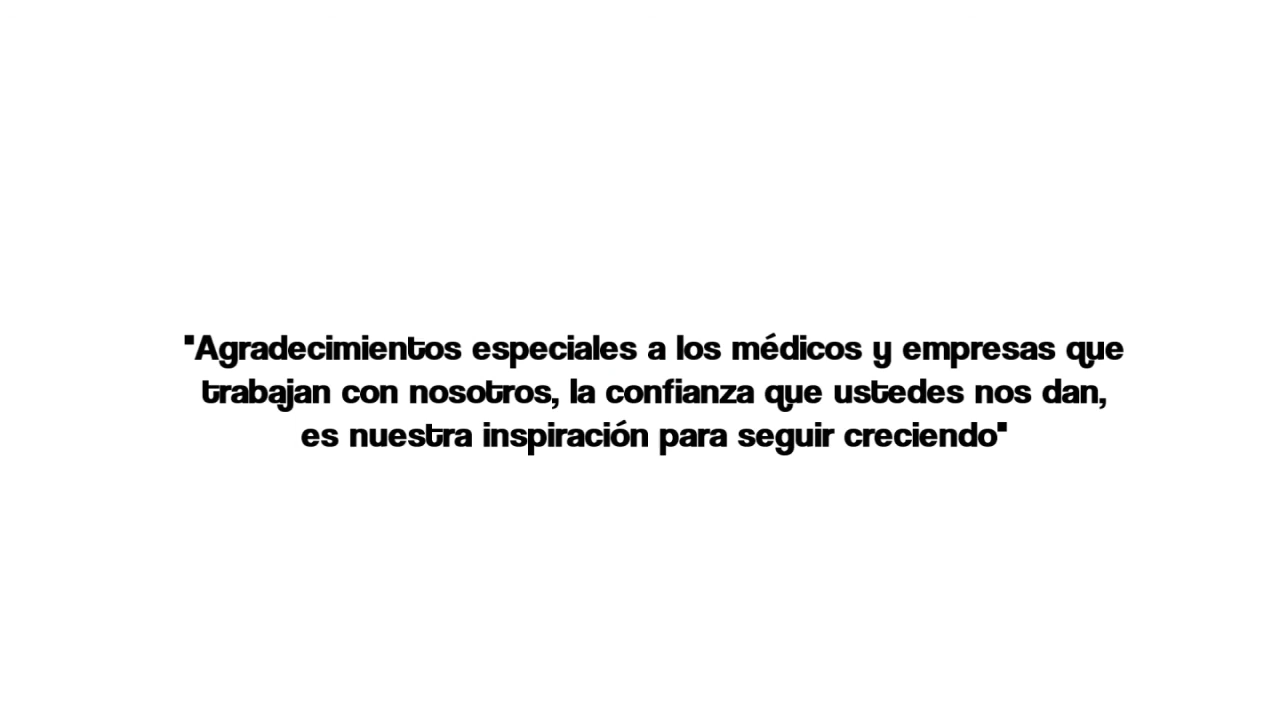 "Agradecimientos especiales a los médicos y empresas que
trabajan con nosotros, la confianza que ustedes nos dan,
es nuestra inspiración para seguir creciendo"